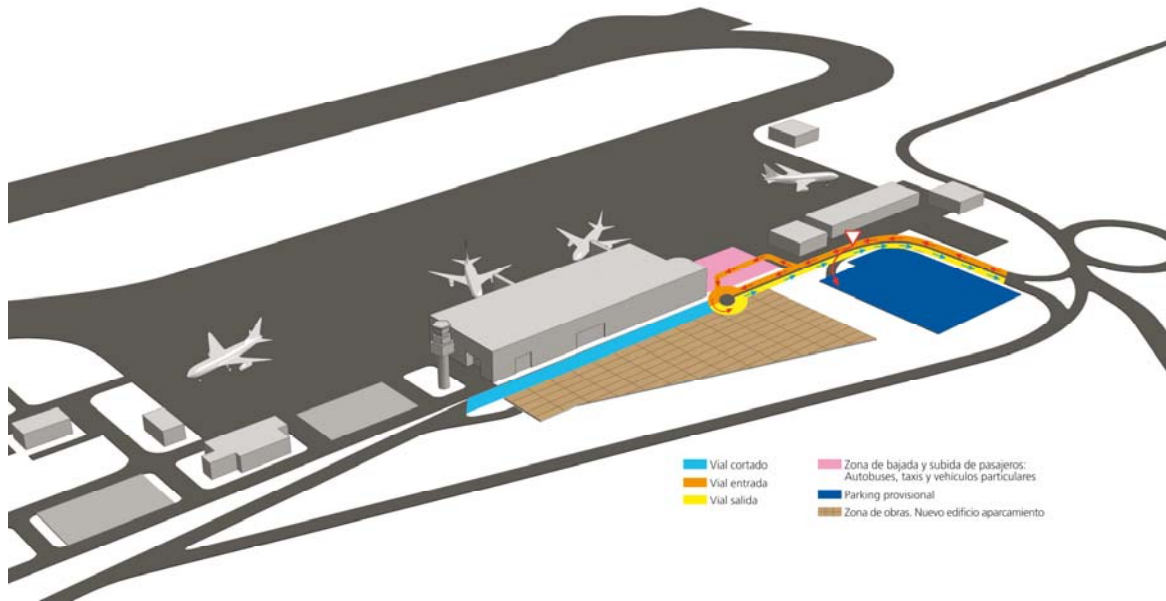 Vial cortado
Vial entrada
Vial salida
Zona de bajada y subida de pasajeros:
Autobuses, taxis y vehículos particulares
Parking provisional
Zona de obras. Nuevo edificio aparcamiento